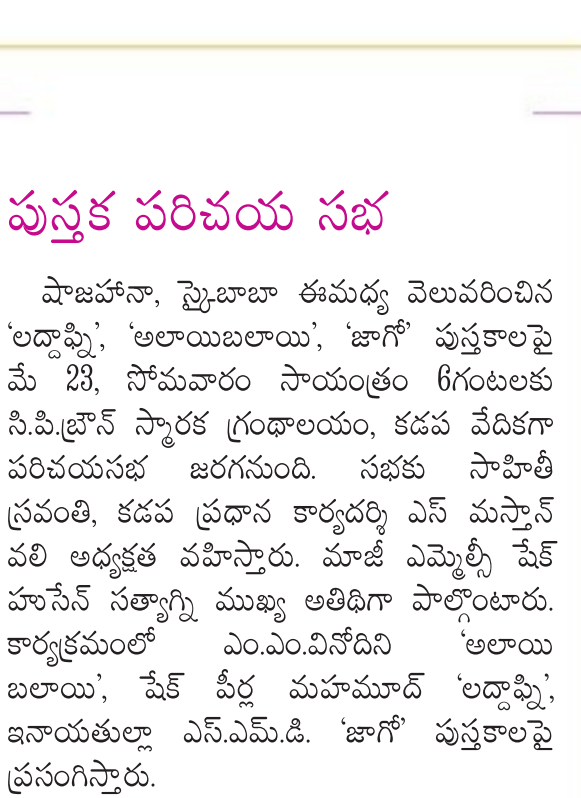 పుస్తక పరిచయ సభ
షాజహానా, స్కైబాబా ఈమధ్య వెలువరించిన
‘లద్దాఫ్ని’, ‘అలాయిబలాయి’, ‘జాగో’ పుస్తకాలపై
మే 23, సోమవారం సాయంత్రం 6గంటలకు
సి.పి.బ్రౌన్ స్మారక గ్రంథాలయం, కడప వేదికగా
పరిచయసభ జరగనుంది. సభకు సాహితీ
స్రవంతి, కడప ప్రధాన కార్యదర్శి ఎస్ మస్తాన్
వలి అధ్యక్షత వహిస్తారు. మాజీ ఎమ్మెల్సీ షేక్
హుసేన్ సత్యాగ్ని ముఖ్య అతిథిగా పాల్గొంటారు.
కార్యక్రమంలో ఎం.ఎం.వినోదిని ‘అలాయి
బలాయి’, షేక్ పీర్ల మహమూద్ ‘లద్దాఫ్ని’,
ఇనాయతుల్లా ఎస్.ఎమ్.డి. ‘జాగో’ పుస్తకాలపై
ప్రసంగిస్తారు.